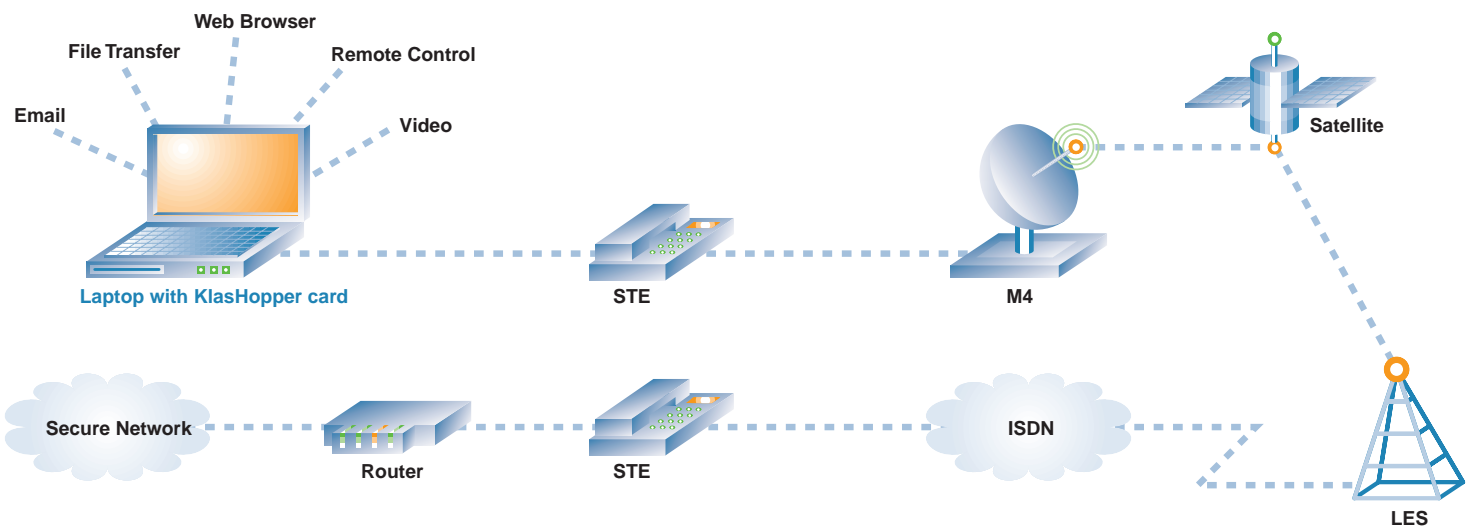 Web Browser
File Transfer
Remote Control
Email
Video
Satellite
Laptop with KlasHopper card
STE
M4
Secure Network
Router
STE
ISDN
LES